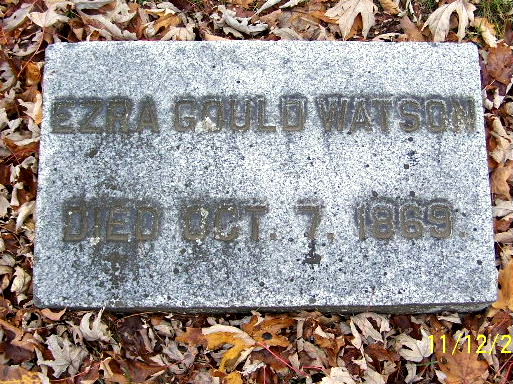 EZRA GOULD WATSON
DIED OCT. 7, 1869.
11/12/2